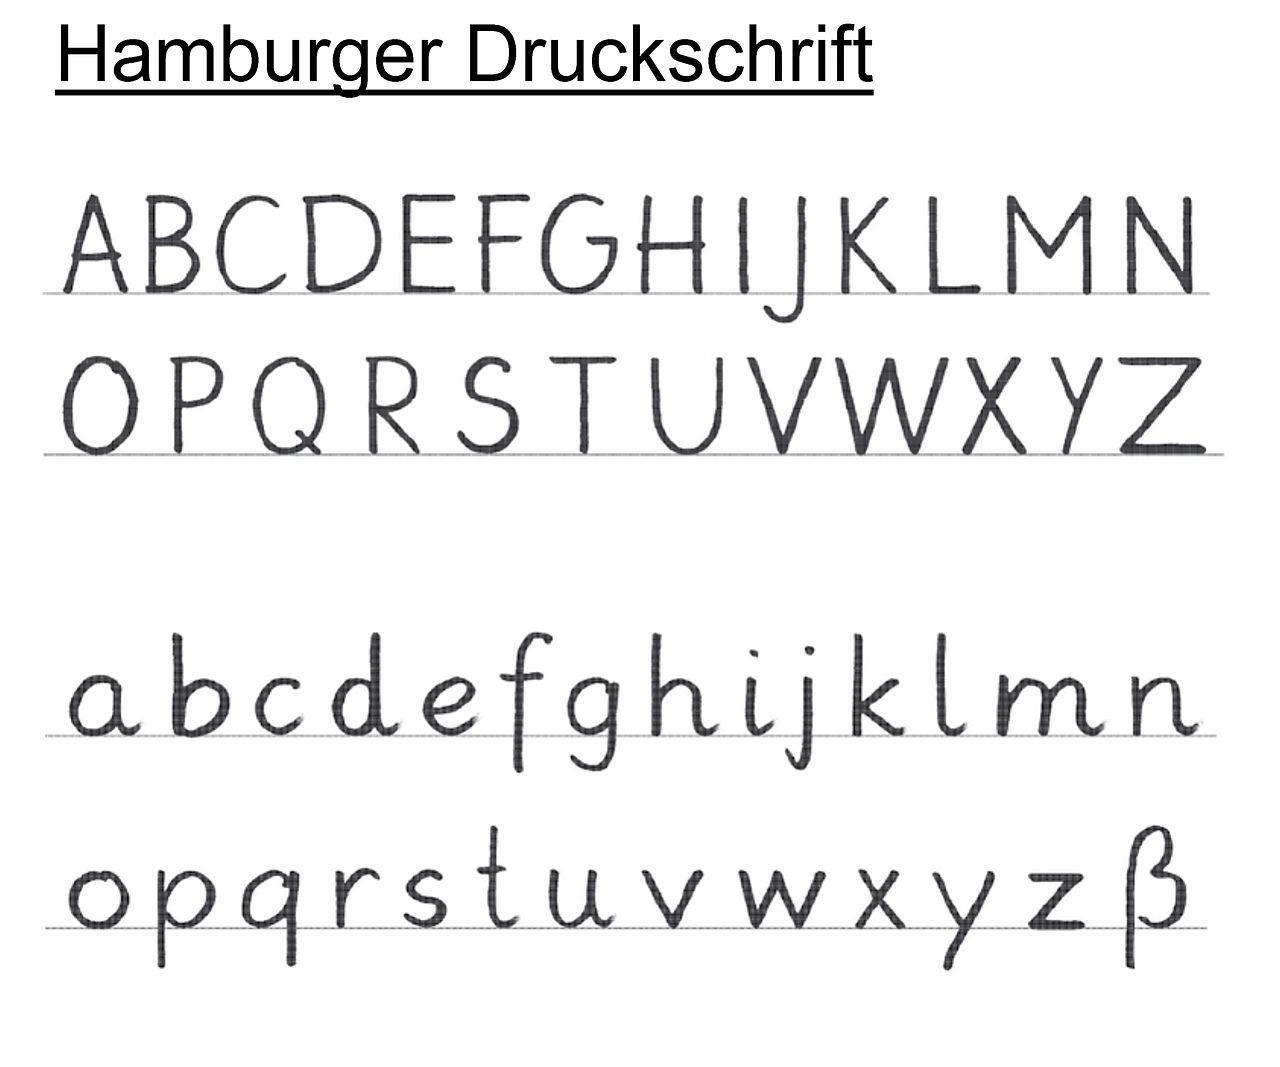 Hamburger Druckschrift
ABCDEFGHIJKLMN
OPQRSTUVWXYZ
abcdefghijklmn
opqrstuvwxyzß